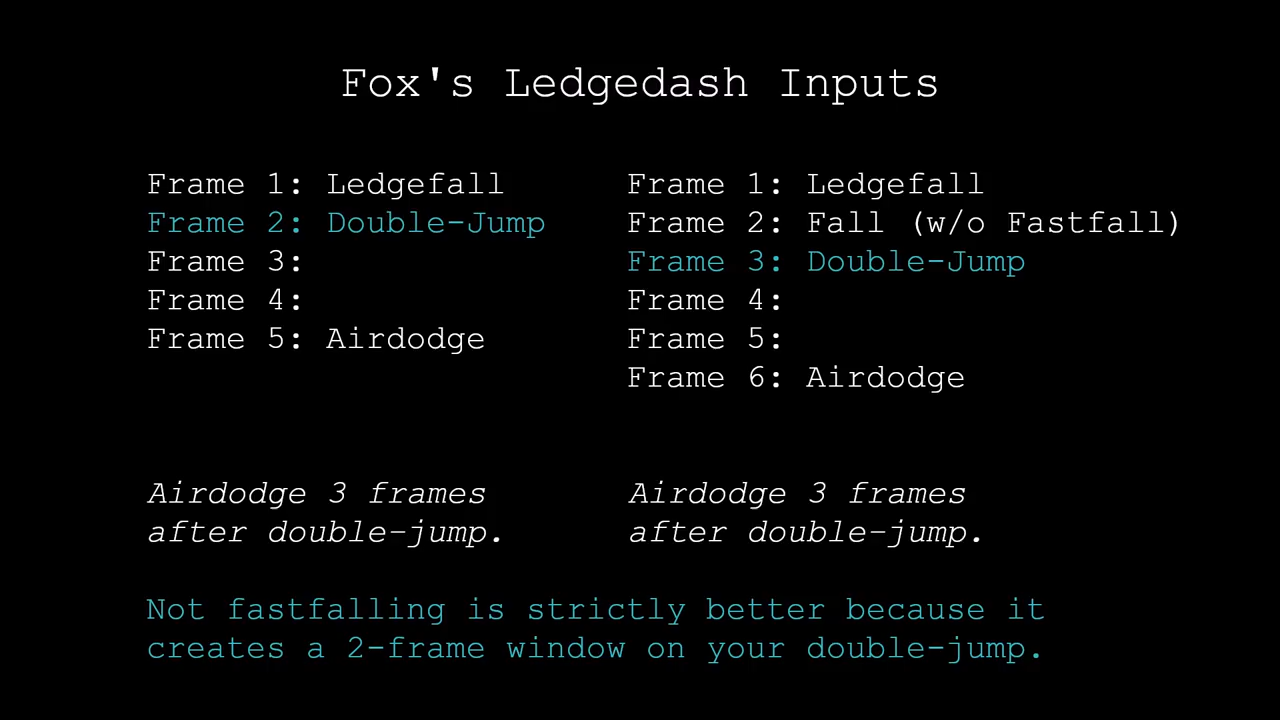 Fox's Ledgedash Inputs
Frame 1: Ledgefall
Frame 2: Double-Jump
Frame 3:
Frame 4:
Frame 5: Airdodge
Airdodge 3 frames
after double-jump.
Frame 1: Ledgefall
Frame 2: Fall (w/o Fastfall)
Frame 3: Double-Jump
Frame 4:
Frame 5:
Frame 6: Airdodge
Airdodge 3 frames
after double-jump.
Not fastfalling is strictly better because it
creates a 2-frame window on your double-jump.